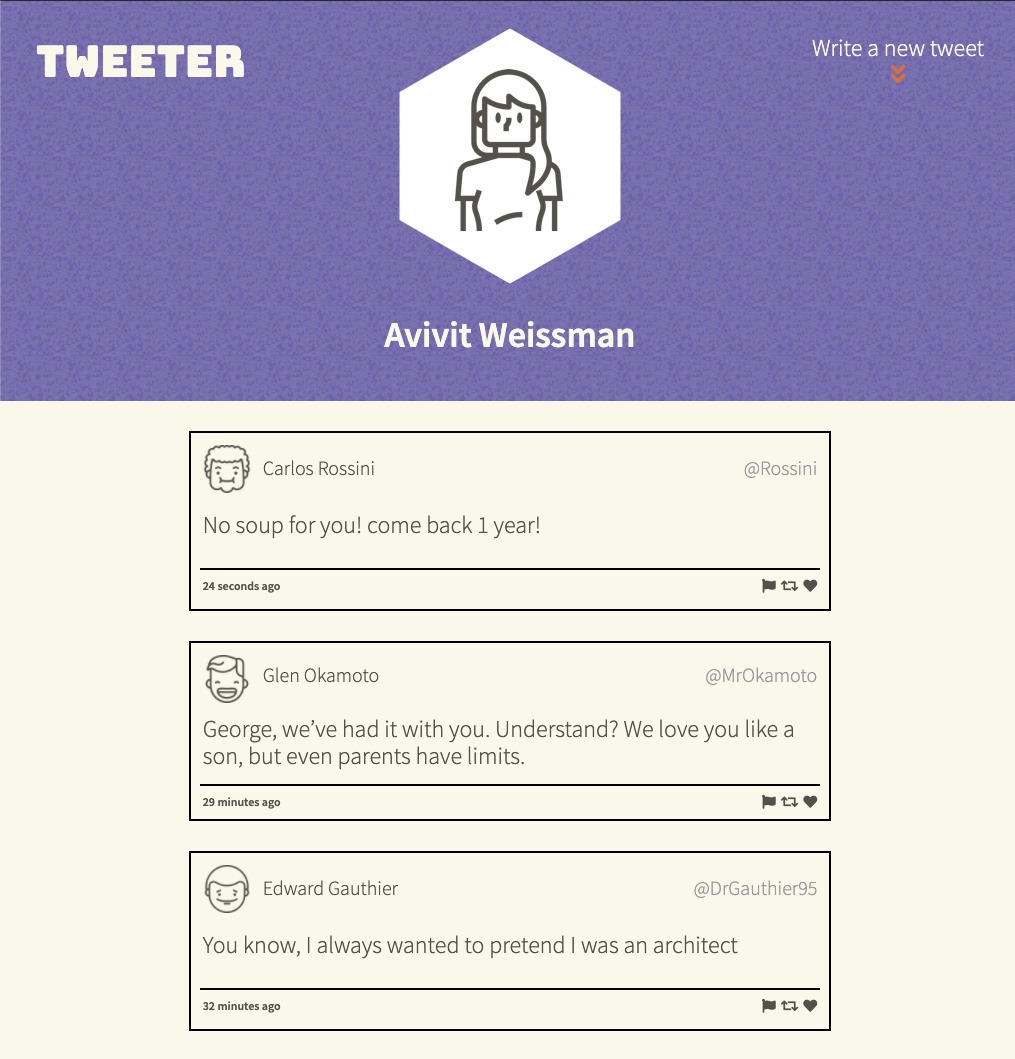 TWEETER
Write a new tweet
Avivit Weissman
Carlos Rossini
@Rossini
No soup for you! come back 1 year!
24 seconds ago
Glen Okamoto
@MrOkamoto
George, we’ve had it with you. Understand? We love you like a
son, but even parents have limits.
29 minutes ago
Edward Gauthier
@DrGauthier95
You know, I always wanted to pretend I was an architect
32 minutes ago